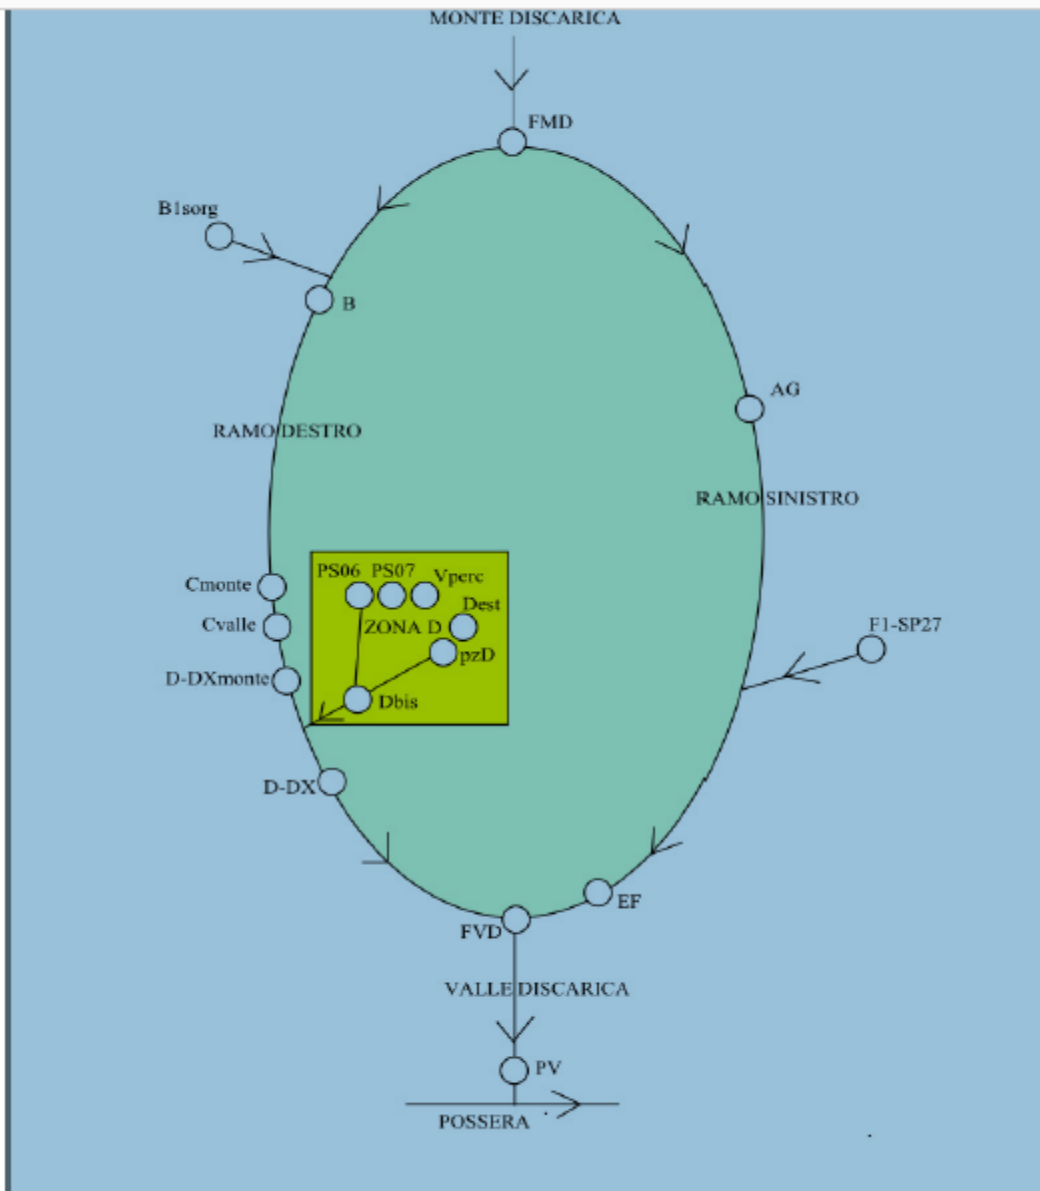 MONTE DISCARICA
FMD
B1sorg
B
AG
RAMO DESTRO
RAMO SINISTRO
PS06 PS07 Vperc
Cmonte
Dest
Cvalle
ZONA D
F1-SP27
pzD
D-DXmonte
Dbis
D-DX
EF
FVD
VALLE DISCARICA
PV
POSSERA